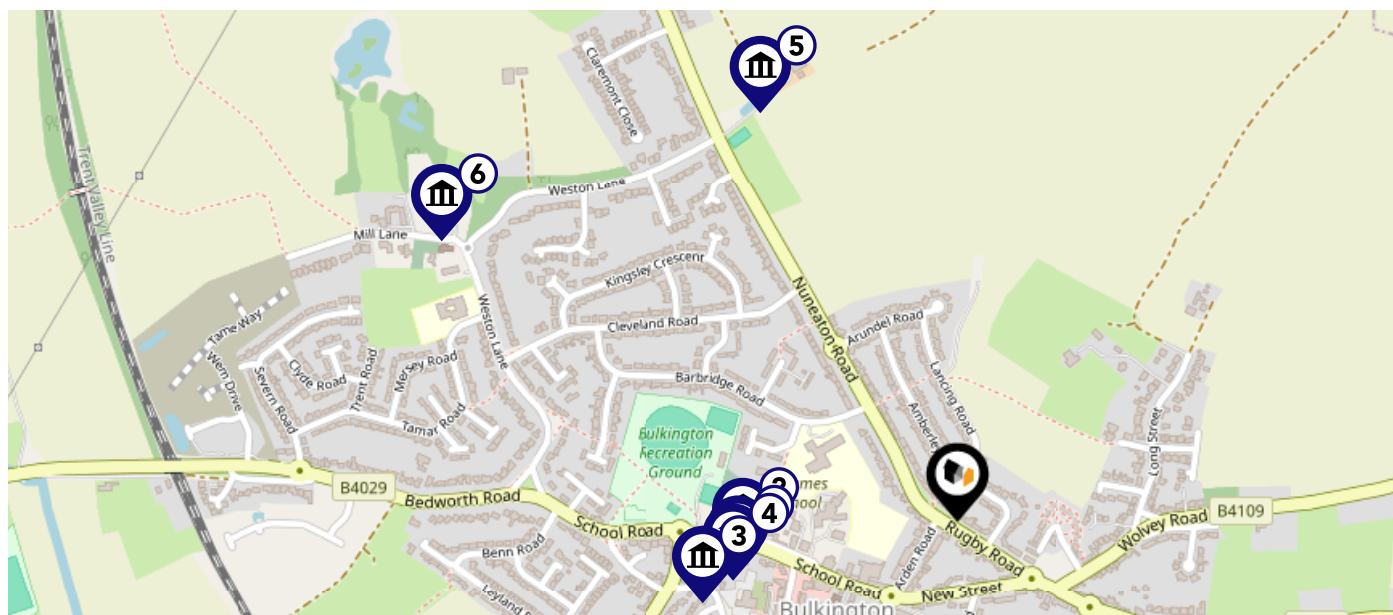 5
Claremont Close
Trent Valley Line
6
Weston Lane
Mill Lane
Kingsley Crescent
Nuneaton Road
Weston Lane
Tame Way
Cleveland Road
Arundel Road
Wem Drive
Clyde Road
Trent Road
Mersey Road
Severn Road
Lancing Road
Barbridge Road
Amberley
Tamar Road
Long Street
Bulkington
Recreation
Ground
B4029
Bedworth Road
2
4
3
School Road
Rugby Road
Wolvey Road
B4109
Benn Road
Arden Road
School Road
New Street
Leyland
Bulkington